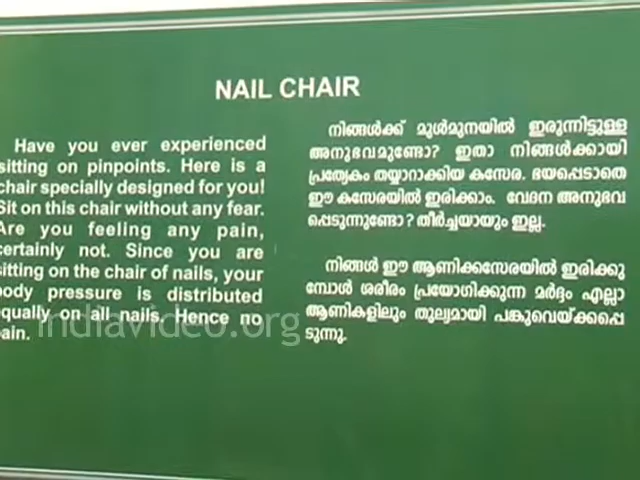 NAIL CHAIR
Have you ever experienced
sitting on pinpoints. Here is a
chair specially designed for you!
Sit on this chair without any fear.
Are you feeling any pain,
certainly not. Since you are
sitting on the chair of nails, your
body pressure is distributed
equally on all nails. Hence no
pain.
നിങ്ങൾക്ക് മുൾമുനയിൽ ഇരുന്നിട്ടുള്ള
അനുഭവമുണ്ടോ? ഇതാ നിങ്ങൾക്കായി
പ്രത്യേകം തയ്യാറാക്കിയ കസേര. ഭയപ്പെടാതെ
ഈ കസേരയിൽ ഇരിക്കാം. വേദന അനുഭവ
പ്പെടുന്നുണ്ടോ? തീർച്ചയായും ഇല്ല.
നിങ്ങൾ ഈ ആണിക്കസേരയിൽ ഇരിക്കു
മ്പോൾ ശരീരം പ്രയോഗിക്കുന്ന മർദ്ദം എല്ലാ
ആണികളിലും തുല്യമായി പങ്കുവെയ്ക്കപ്പെ
ടുന്നു.
indiavideo.org